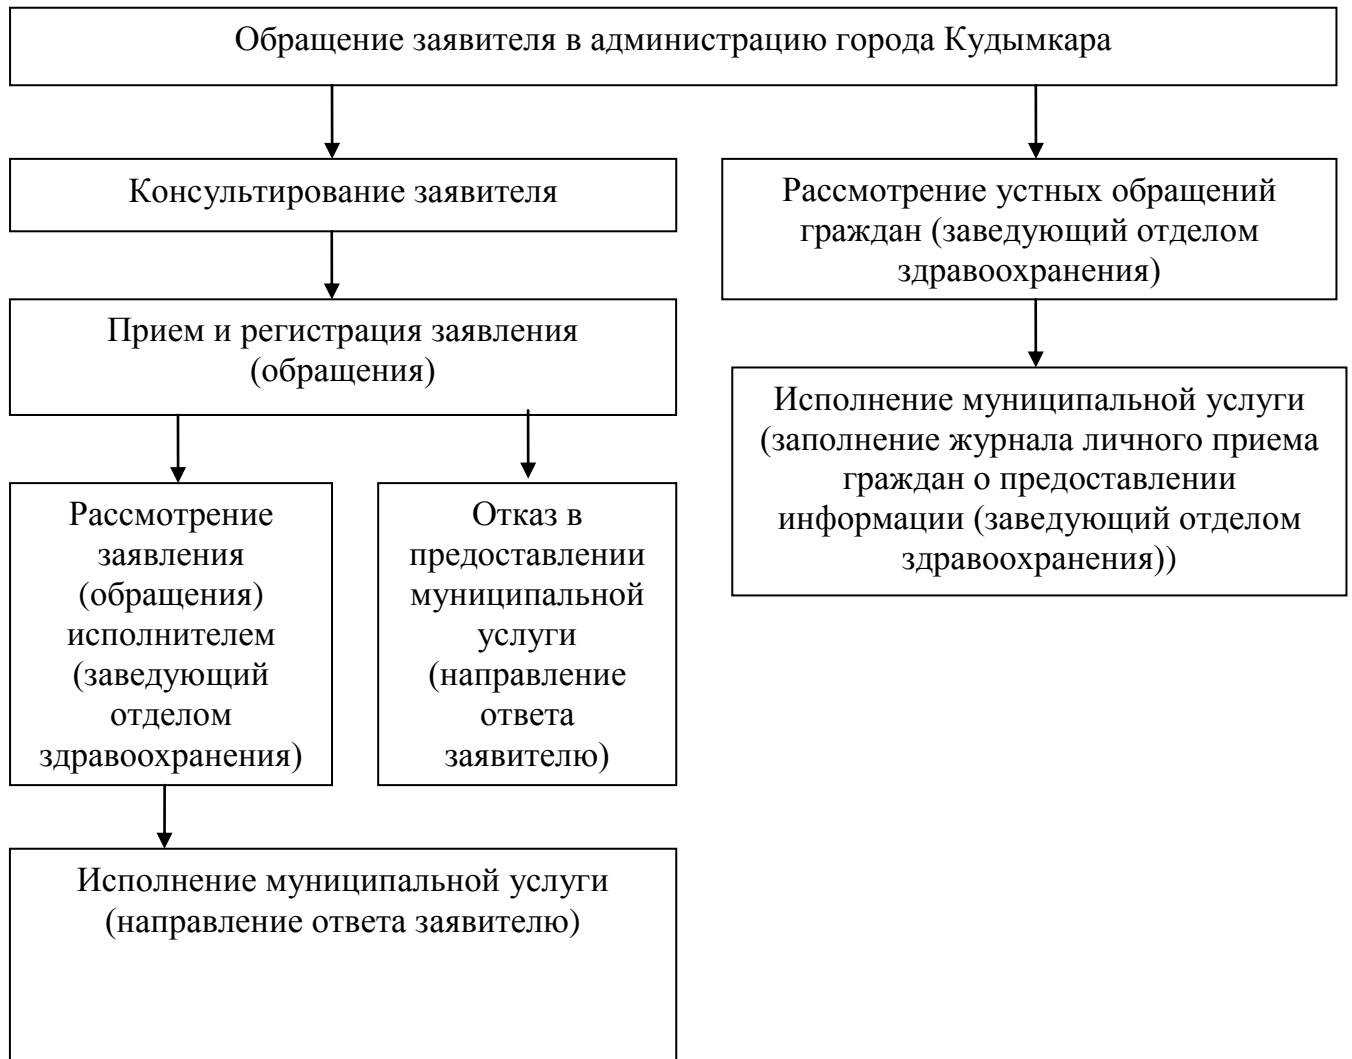 Обращение заявителя в администрацию города Кудымкара
Консультирование заявителя
Прием и регистрация заявления
(обращения)
Рассмотрение
заявления
(обращения)
исполнителем
(заведующий
отделом
здравоохранения)
Отказ в
предоставлении
муниципальной
услуги
(направление
ответа
заявителю)
Исполнение муниципальной услуги
(направление ответа заявителю)
Рассмотрение устных обращений
граждан (заведующий отделом
здравоохранения)
Исполнение муниципальной услуги
(заполнение журнала личного приема
граждан о предоставлении
информации (заведующий отделом
здравоохранения))